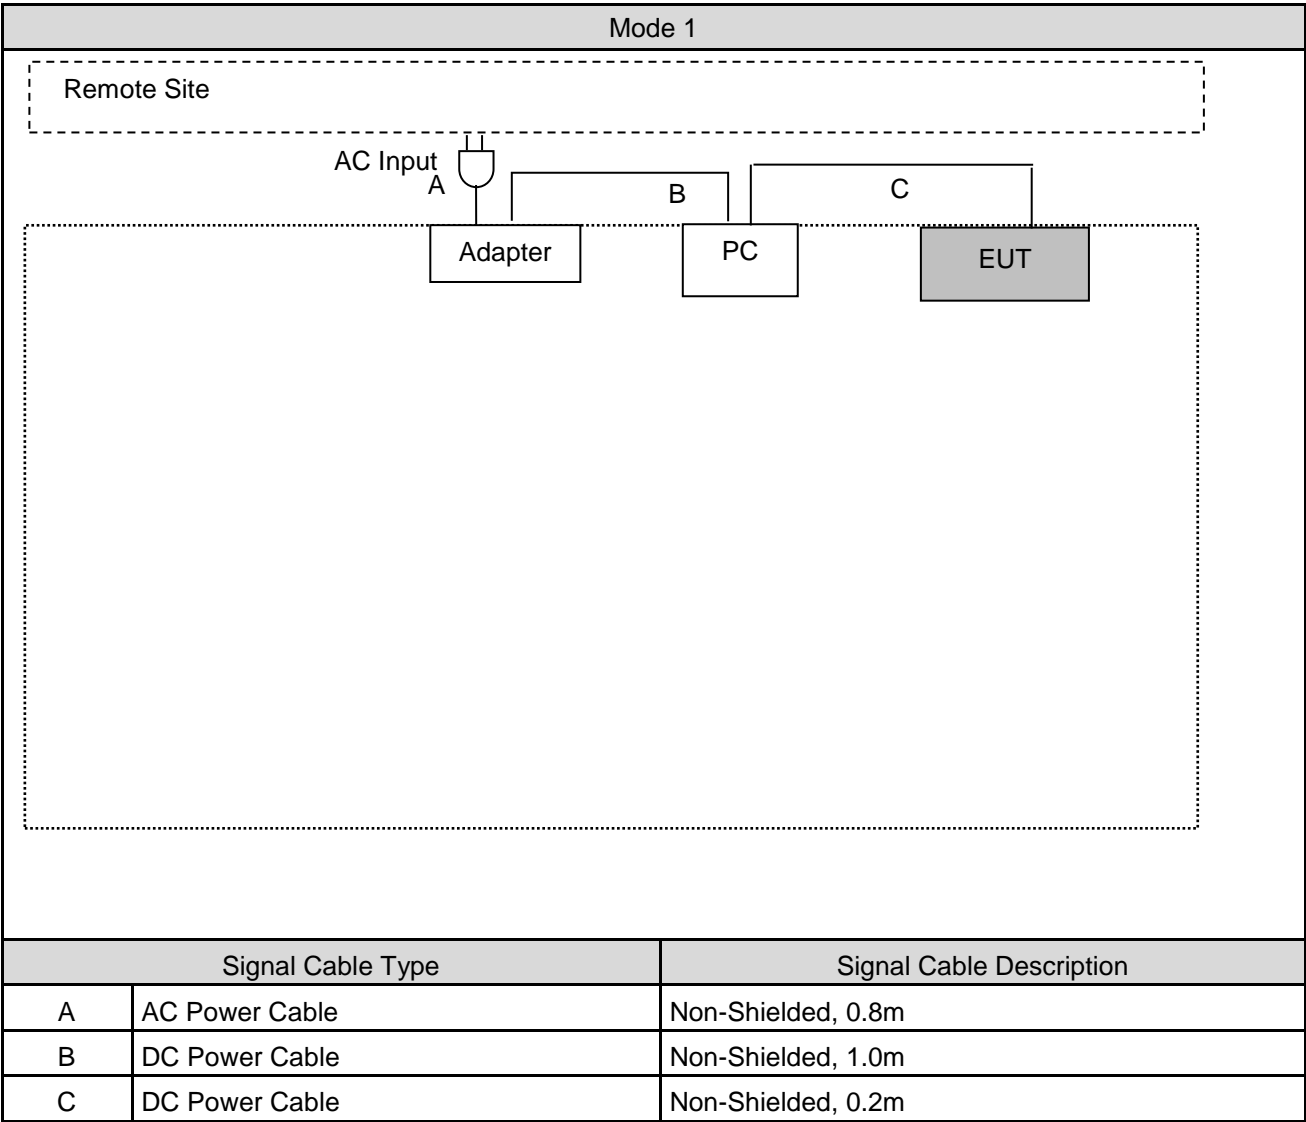 Mode 1
Remote Site
AC Input
A
B
C
Adapter
PC
EUT
Signal Cable Type Signal Cable Description
A AC Power Cable Non-Shielded, 0.8m
B DC Power Cable Non-Shielded, 1.0m
C DC Power Cable Non-Shielded, 0.2m